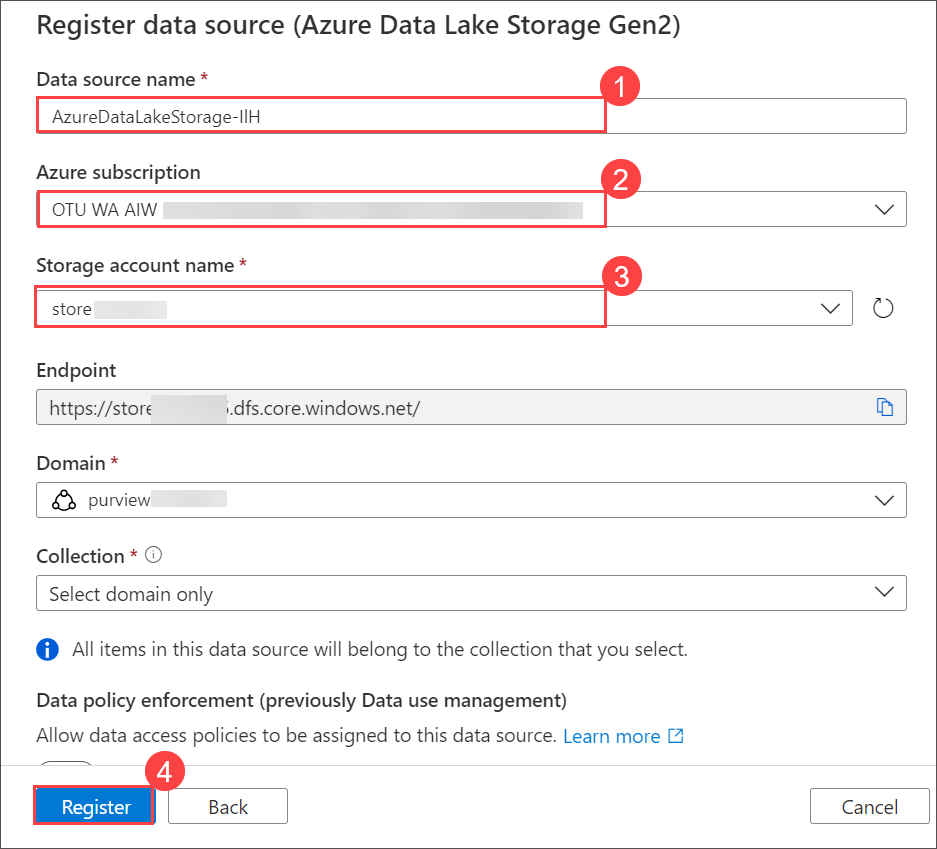 Register data source (Azure Data Lake Storage Gen2)
Data source name *
1
AzureDataLakeStorage-IlH
Azure subscription
2
OTU WA AIW
Storage account name *
3
store
Endpoint
https://store .dfs.core.windows.net/
Domain *
purview
Collection *
Select domain only
All items in this data source will belong to the collection that you select.
Data policy enforcement (previously Data use management)
Allow data access policies to be assigned to this data source. Learn more
4
Register Back Cancel